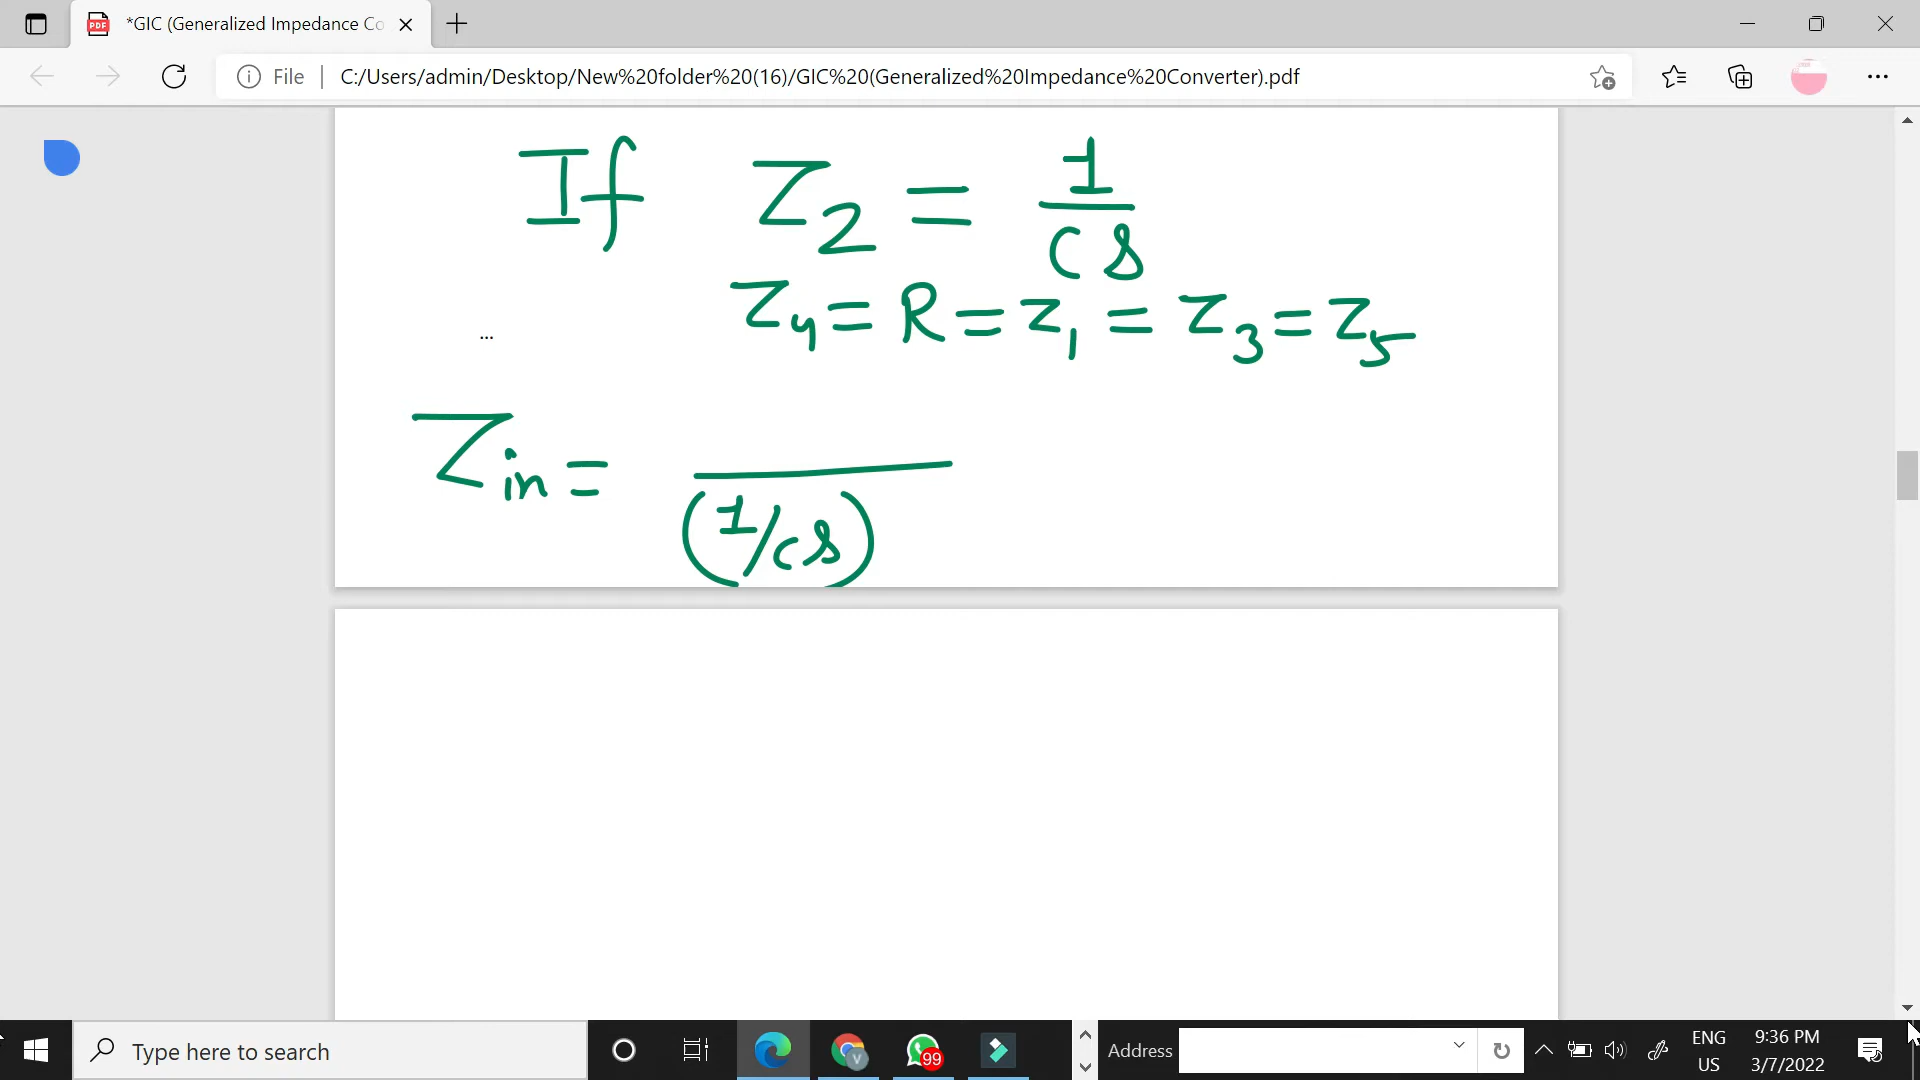 *GIC (Generalized Impedance Co
File C:/Users/admin/Desktop/New%20folder%20(16)/GIC%20(Generalized%20Impedance%20Converter).pdf
If Z2 = 1/cs
Z4 = R = Z1 = Z3 = Z5
...
Zin = 
(1/cs)
Type here to search
99
Address
ENG
US
9:36 PM
3/7/2022